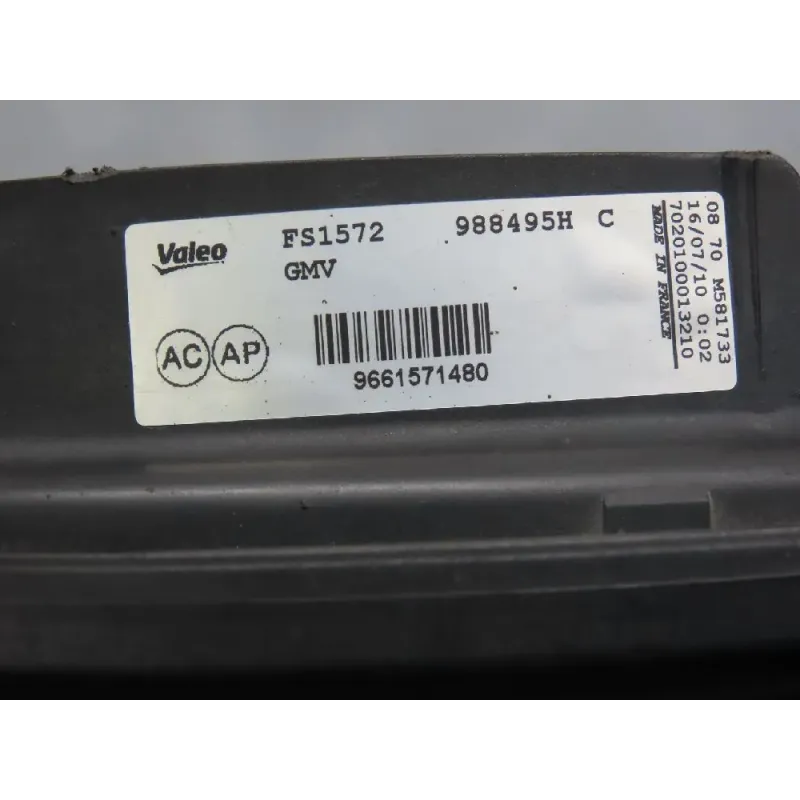 Valeo
FS1572 988495H C
GMV
AC AP
9661571480
08 70 M581733
16/07/10 0:02
7020100013210
MADE IN FRANCE